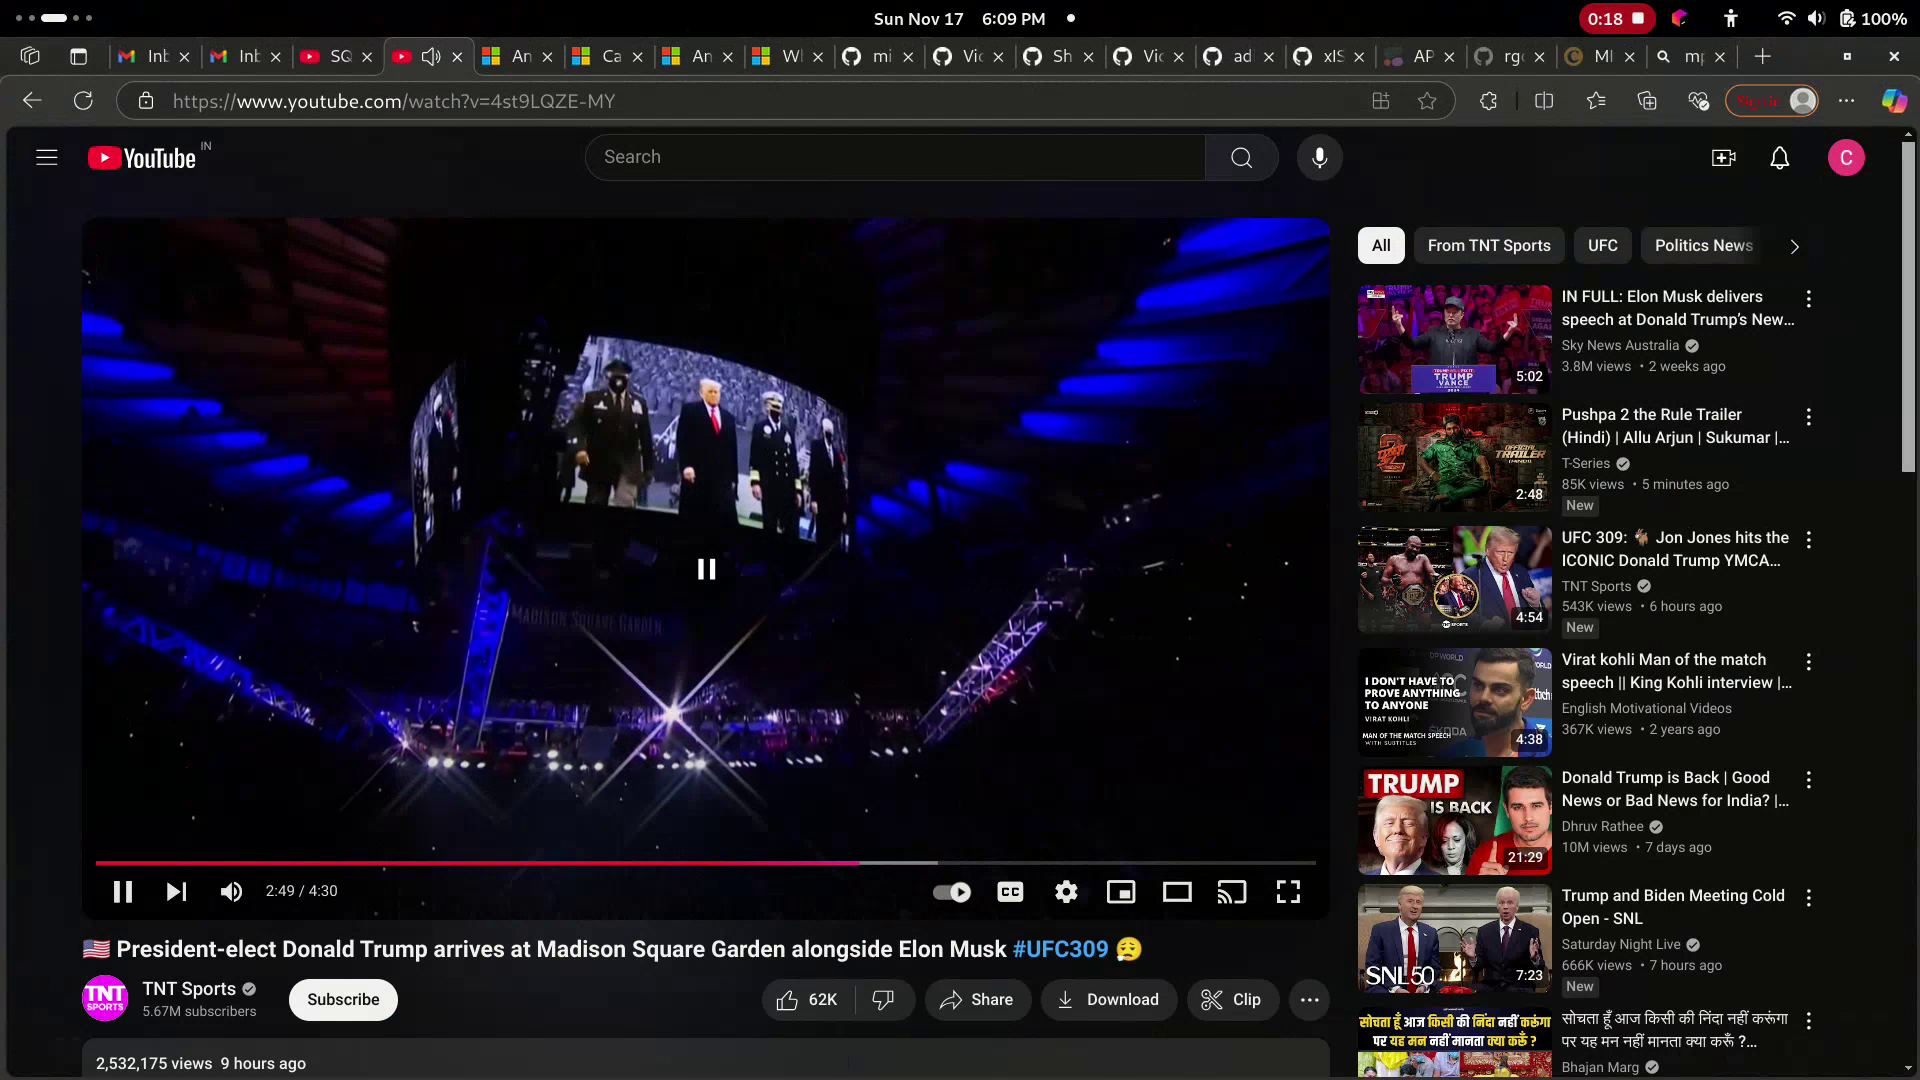 Sun Nov 17 6:09 PM
0:18
100%
Inb
Inb
SQ
An
Ca
An
Wl
mi
Vic
Sh
Vic
ad
xIS
AP
rgc
MI
mp
https://www.youtube.com/watch?v=4st9LQZE-MY
Sign in
YouTube IN
Search
C
All
From TNT Sports
UFC
Politics News
MADISON SQUARE GARDEN
2:49 / 4:30
CC
🇺🇸 President-elect Donald Trump arrives at Madison Square Garden alongside Elon Musk #UFC309 😮‍💨
TNT SPORTS
TNT Sports
5.67M subscribers
Subscribe
62K
Share
Download
Clip
2,532,175 views 9 hours ago
TRUMP
VANCE
5:02
IN FULL: Elon Musk delivers
speech at Donald Trump's New...
Sky News Australia
3.8M views • 2 weeks ago
OFFICIAL
TRAILER
2:48
Pushpa 2 the Rule Trailer
(Hindi) | Allu Arjun | Sukumar |...
T-Series
85K views • 5 minutes ago
New
4:54
UFC 309: 🐐 Jon Jones hits the
ICONIC Donald Trump YMCA...
TNT Sports
543K views • 6 hours ago
New
I DON'T HAVE TO
PROVE ANYTHING
TO ANYONE
VIRAT KOHLI
MAN OF THE MATCH SPEECH
WITH SUBTITLES
4:38
Virat kohli Man of the match
speech || King Kohli interview |...
English Motivational Videos
367K views • 2 years ago
TRUMP
IS BACK
21:29
Donald Trump is Back | Good
News or Bad News for India? |...
Dhruv Rathee
10M views • 7 days ago
SNL50
7:23
Trump and Biden Meeting Cold
Open - SNL
Saturday Night Live
666K views • 7 hours ago
New
सोचता हूँ आज किसी की निंदा नहीं करूंगा
पर यह मन नहीं मानता क्या करूँ ?
सोचता हूँ आज किसी की निंदा नहीं करूंगा
पर यह मन नहीं मानता क्या करूँ ?...
Bhajan Marg